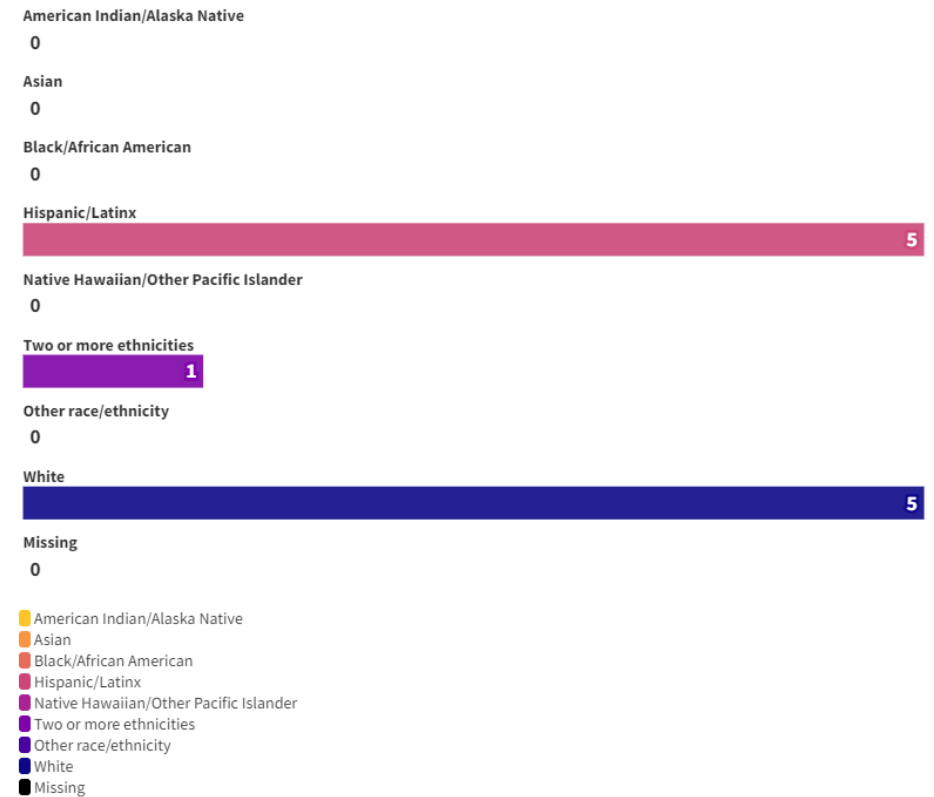 American Indian/Alaska Native
0
Asian
0
Black/African American
0
Hispanic/Latinx
5
Native Hawaiian/Other Pacific Islander
0
Two or more ethnicities
1
Other race/ethnicity
0
White
5
Missing
0
American Indian/Alaska Native
Asian
Black/African American
Hispanic/Latinx
Native Hawaiian/Other Pacific Islander
Two or more ethnicities
Other race/ethnicity
White
Missing